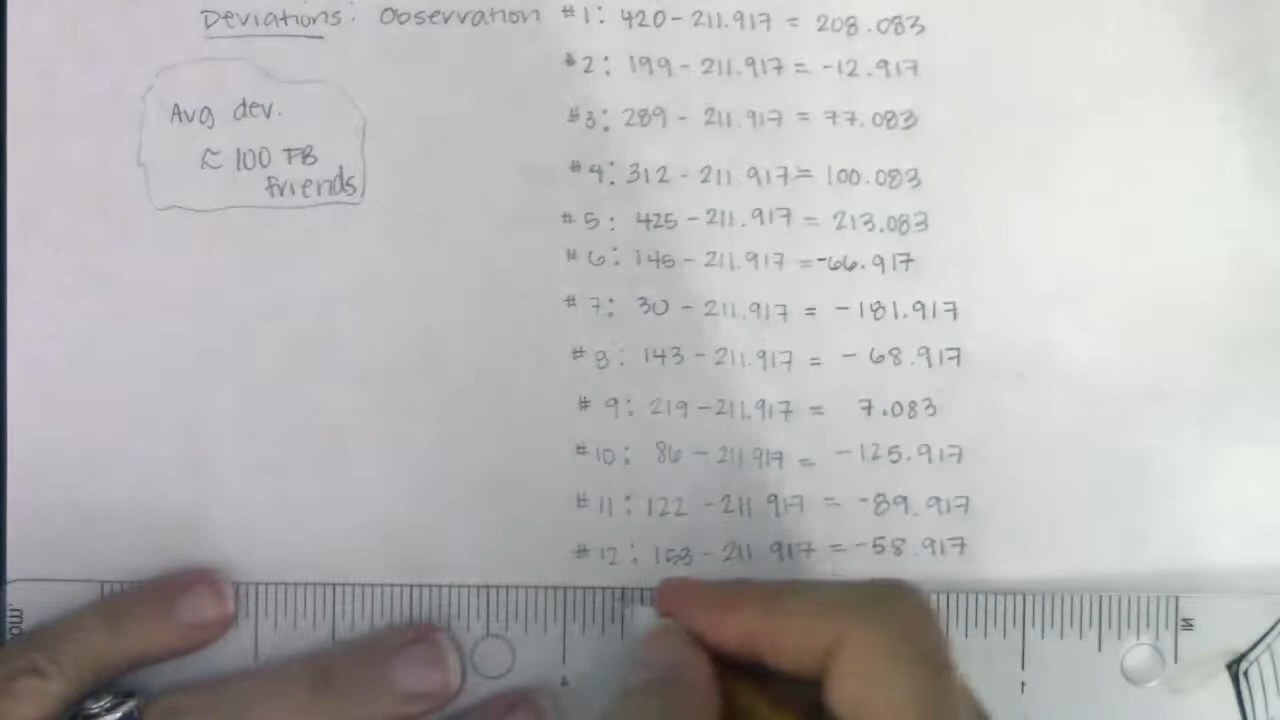 Deviations: Observation #1: 420 - 211.917 = 208.083
#2: 199 - 211.917 = -12.917
Avg dev.
≈ 100 FB
friends
#3: 289 - 211.917 = 77.083
#4: 312 - 211.917 = 100.083
#5: 425 - 211.917 = 213.083
#6: 145 - 211.917 = -66.917
#7: 30 - 211.917 = -181.917
#8: 143 - 211.917 = -68.917
#9: 219 - 211.917 = 7.083
#10: 86 - 211.917 = -125.917
#11: 122 - 211.917 = -89.917
#12: 153 - 211.917 = -58.917